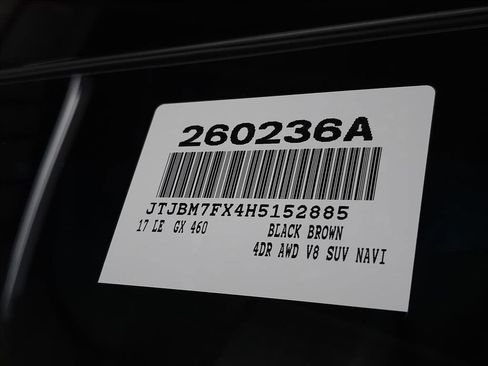 260236A
JTJBM7FX4H5152885
17 LE GX 460 BLACK BROWN
4DR AWD V8 SUV NAVI